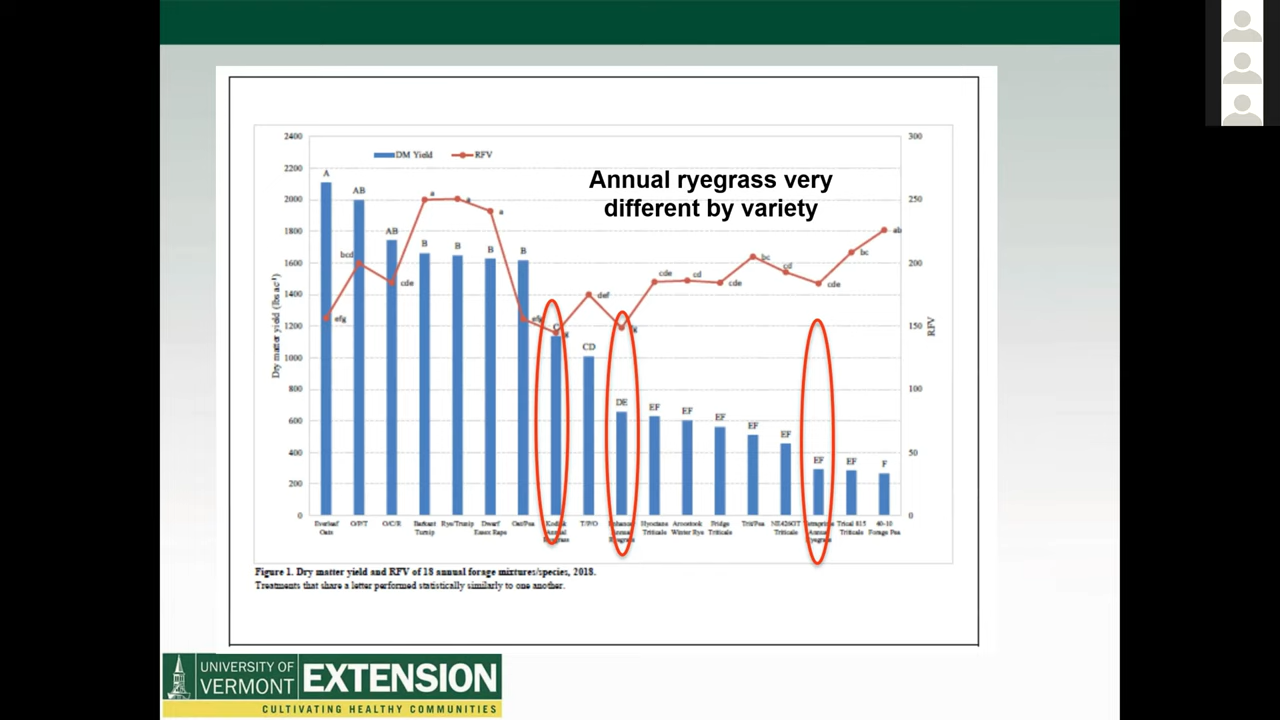 Annual ryegrass very
different by variety
DM Yield
RFV
2400
2200
2000
1800
1600
1400
1200
1000
800
600
400
200
0
Dry matter yield (lbs ac⁻¹)
300
250
200
150
100
50
0
RFV
A
AB
AB
B
B
B
B
CD
DE
EF
EF
EF
EF
EF
EF
EF
F
efg
bcd
cde
a
a
a
def
cde
cd
cde
bc
cd
cde
bc
ab
Everleaf
Oats
O/P/T
O/C/R
Barkant
Turnip
Rye/Trunip
Dwarf
Essex Rape
Oat/Pea
Annual
T/P/O
Annual
Hyoctane
Triticale
Aroostook
Winter Rye
Fridge
Triticale
Trit/Pea
NE426GT
Triticale
Annual
Trical 815
Triticale
40-10
Forage Pea
Figure 1. Dry matter yield and RFV of 18 annual forage mixtures/species, 2018.
Treatments that share a letter performed statistically similarly to one another.
UNIVERSITY OF
VERMONT
EXTENSION
CULTIVATING HEALTHY COMMUNITIES